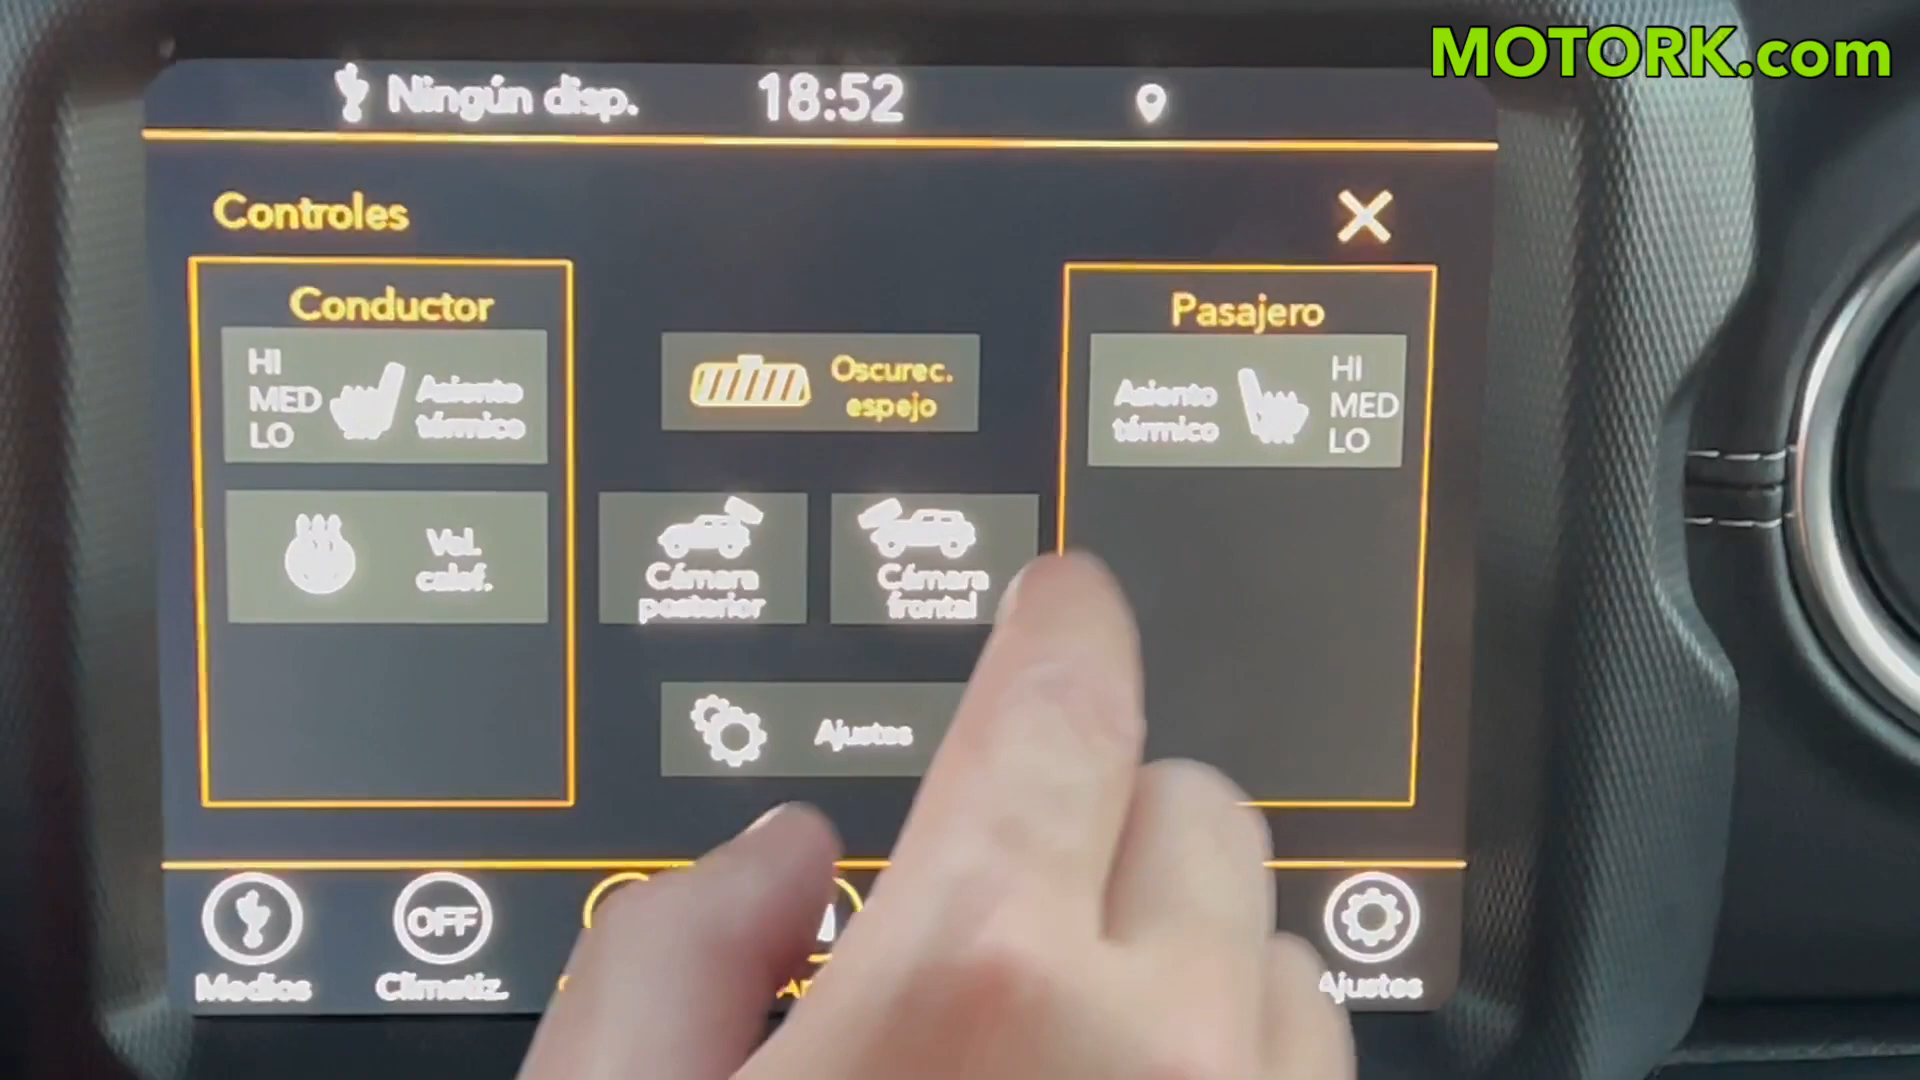 MOTORK.com
Ningún disp.
18:52
Controles
Conductor
Pasajero
HI
MED
LO
Asiento
térmico
Oscurec.
espejo
Asiento
térmico
HI
MED
LO
Vol.
calef.
Cámara
posterior
Cámara
frontal
Ajustes
OFF
Medios
Climatiz.
Ajustes